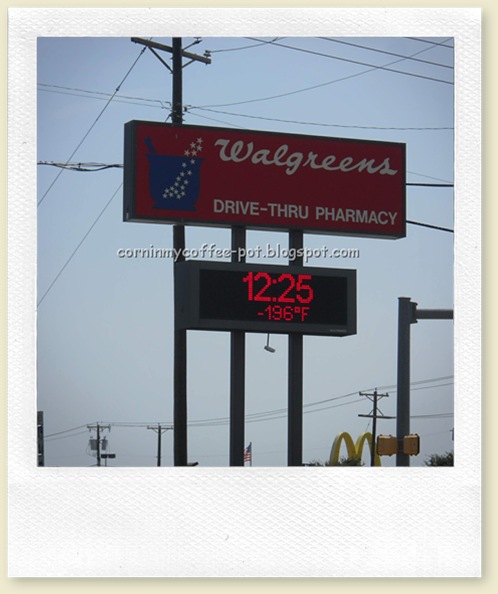 Walgreens
DRIVE-THRU PHARMACY
corninmycoffee-pot.blogspot.com
12:25
-196°F